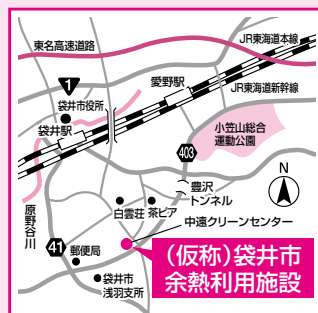 東名高速道路
JR東海道本線
1
愛野駅
JR東海道新幹線
袋井市役所
袋井駅
小笠山総合
運動公園
403
N
豊沢
トンネル
白雲荘
茶ピア
原野谷川
中遠クリーンセンター
41
郵便局
(仮称)袋井市
余熱利用施設
袋井市
浅羽支所